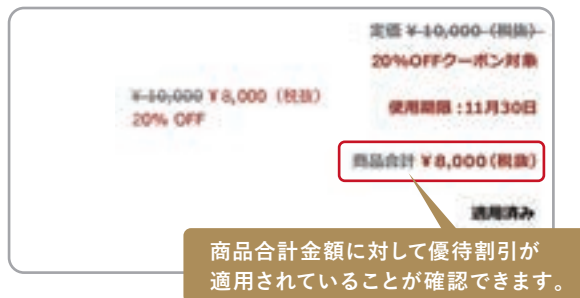 定価 ¥ 10,000 (税抜)
20%OFFクーポン対象
¥ 10,000 ¥ 8,000 (税抜)
20% OFF
使用期限 : 11月30日
商品合計 ¥ 8,000 (税抜)
適用済み
商品合計金額に対して優待割引が
適用されていることが確認できます。